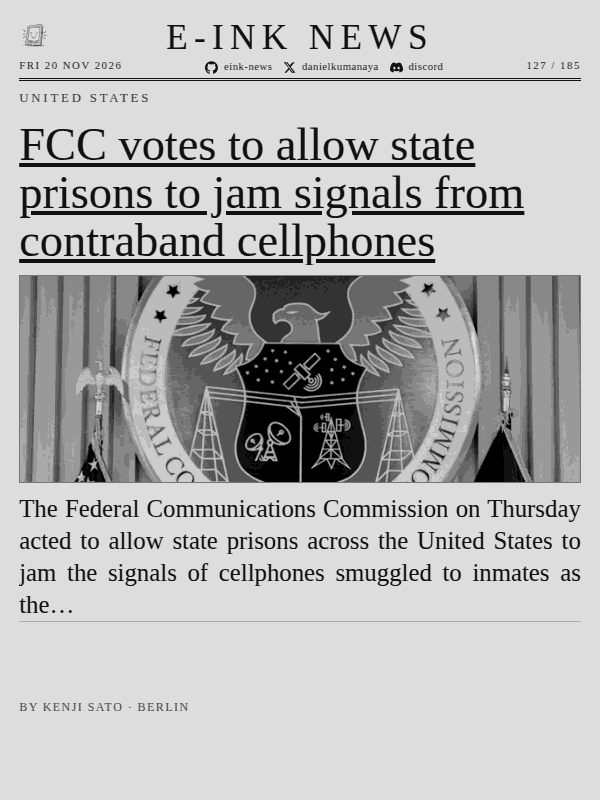 E-INK NEWS
FRI 20 NOV 2026
eink-news danielkumanaya discord
127 / 185
UNITED STATES
FCC votes to allow state
prisons to jam signals from
contraband cellphones
FEDERAL CO
OMMISSION
The Federal Communications Commission on Thursday
acted to allow state prisons across the United States to
jam the signals of cellphones smuggled to inmates as
the…
BY KENJI SATO · BERLIN